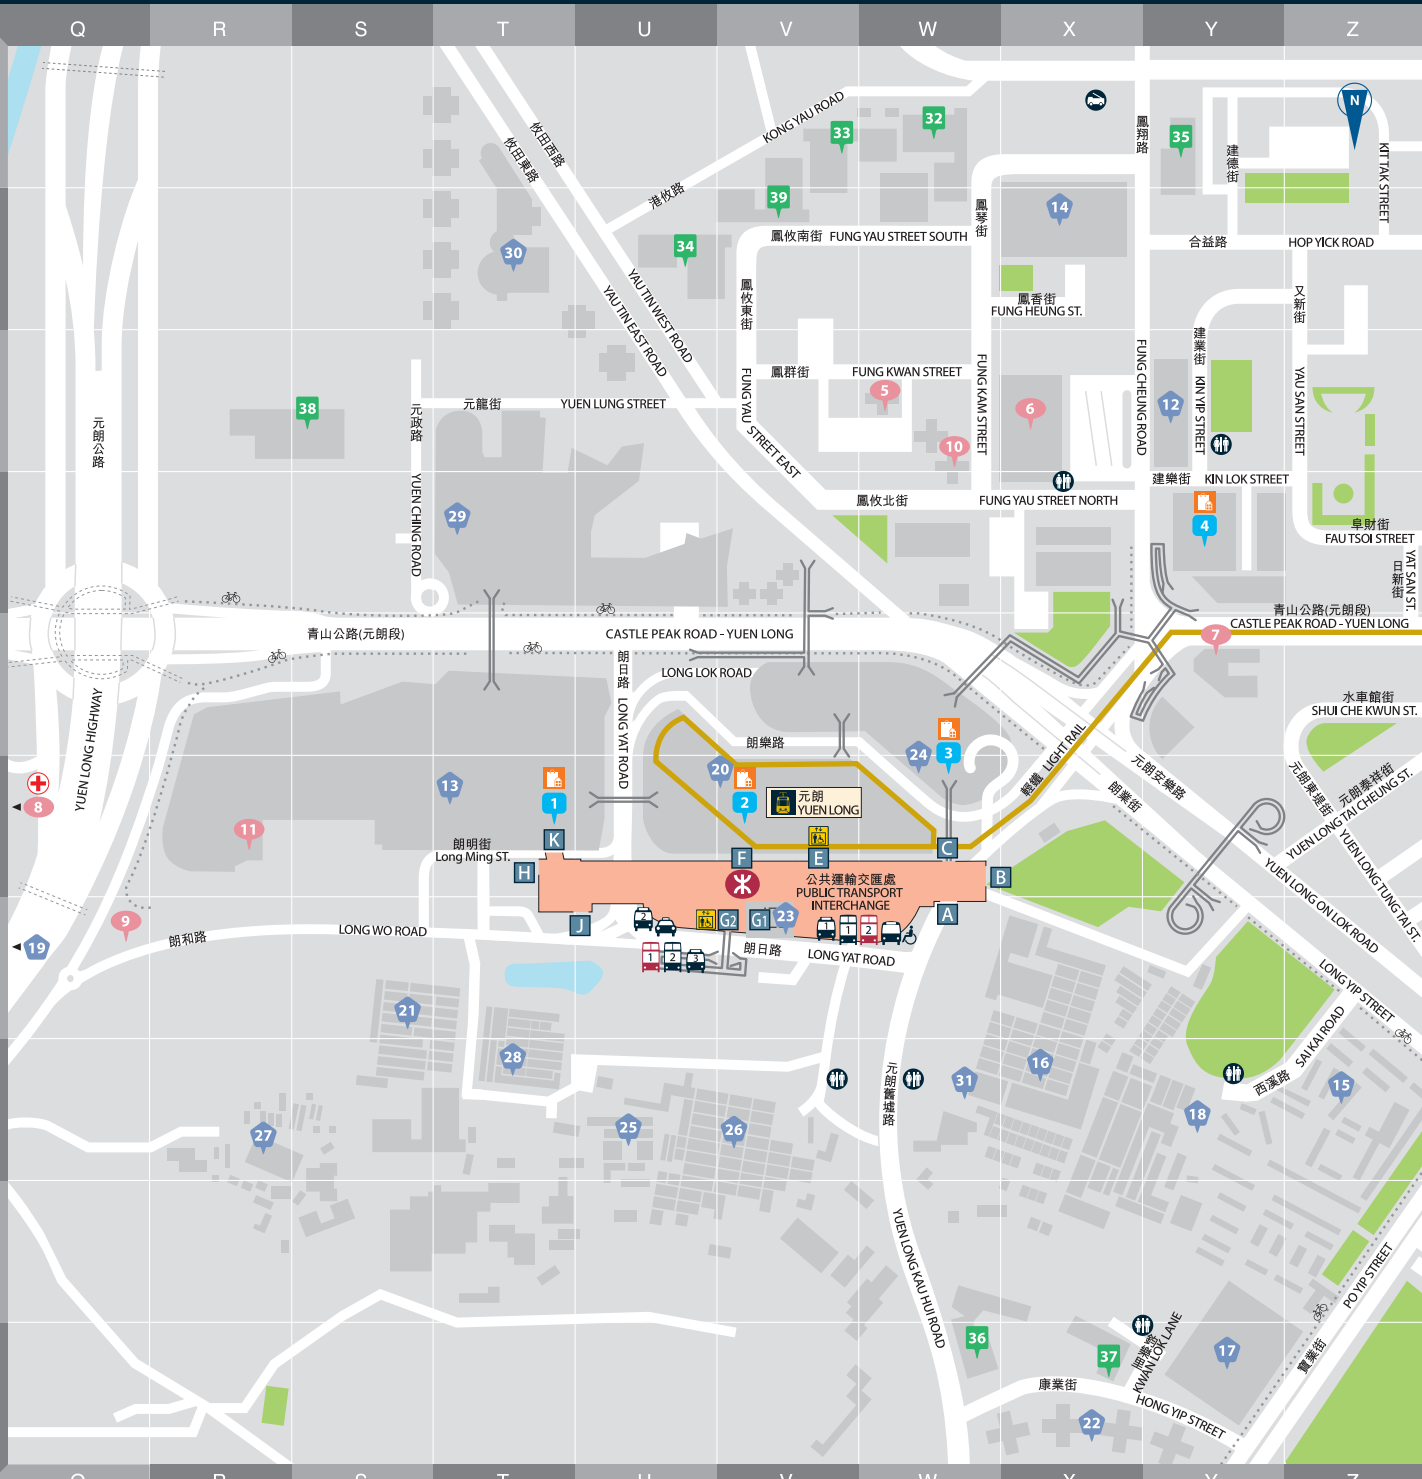 Q R S T U V W X Y Z
N
攸田西路
攸田東路
KONG YAU ROAD
港攸路
33
32
39
34
鳳翔路
35
建德街
KIT TAK STREET
鳳琴街
14
30
鳳攸南街 FUNG YAU STREET SOUTH
合益路
HOP YICK ROAD
YAU TIN WEST ROAD
YAU TIN EAST ROAD
鳳攸東街
鳳香街
FUNG HEUNG ST.
又新街
建業街
鳳群街
FUNG KWAN STREET
FUNG KAM STREET
FUNG CHEUNG ROAD
KIN YIP STREET
YAU SAN STREET
5
6
12
10
38
元政路
元龍街
YUEN LUNG STREET
FUNG YAU STREET EAST
元朗公路
YUEN CHING ROAD
29
建樂街 KIN LOK STREET
鳳攸北街
FUNG YAU STREET NORTH
4
阜財街
FAU TSOI STREET
YAT SAN ST.
日新街
青山公路(元朗段)
CASTLE PEAK ROAD - YUEN LONG
7
青山公路(元朗段)
CASTLE PEAK ROAD - YUEN LONG
朗日路
LONG YAT ROAD
LONG LOK ROAD
朗樂路
YUEN LONG HIGHWAY
水車館街
SHUI CHE KWUN ST.
輕鐵 LIGHT RAIL
元朗安樂路
朗業街
元朗東堤街
元朗泰祥街
YUEN LONG TAI CHEUNG ST.
YUEN LONG TUNG TAI ST.
YUEN LONG ON LOK ROAD
8
13
1
20
2
24
3
元朗
YUEN LONG
11
朗明街
Long Ming ST.
K
H
F
E
C
B
公共運輸交匯處
PUBLIC TRANSPORT
INTERCHANGE
J
2
G2
G1
23
1
2
A
9
19
朗和路
LONG WO ROAD
1
2
3
朗日路
LONG YAT ROAD
LONG YIP STREET
21
28
SAI KAI ROAD
西溪路
元朗舊墟路
31
16
18
15
27
25
26
YUEN LONG KAU HUI ROAD
PO YIP STREET
寶業街
36
37
KWAN LOK LANE
17
康業街
HONG YIP STREET
22